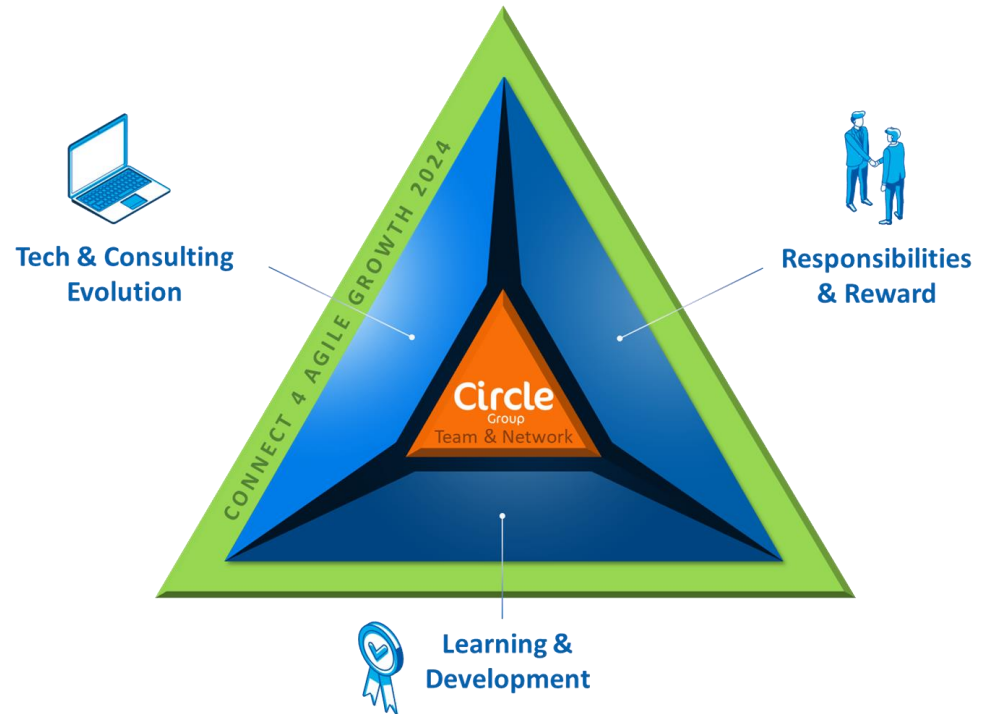 CONNECT 4 AGILE GROWTH 2024
Tech & Consulting
Evolution
Responsibilities
& Reward
Circle
Group
Team & Network
Learning &
Development